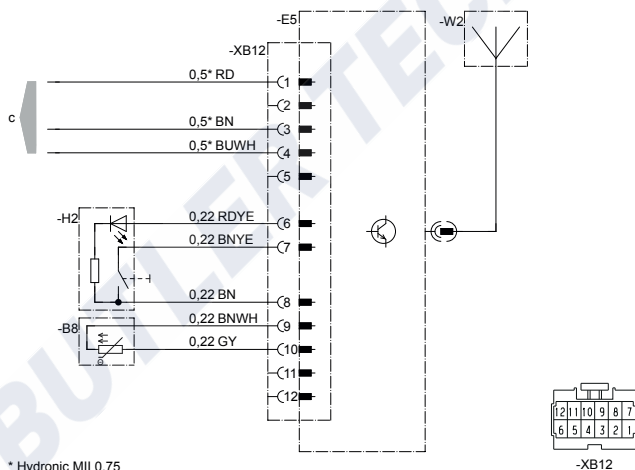 -E5
-W2
-XB12
0,5* RD
1
2
c
0,5* BN
3
0,5* BUWH
4
5
-H2
0,22 RDYE
6
0,22 BNYE
7
0,22 BN
8
-B8
0,22 BNWH
9
0,22 GY
10
11
12
12 11 10 9 8 7
6 5 4 3 2 1
-XB12
* Hydronic MII 0,75
BUTLER TEC